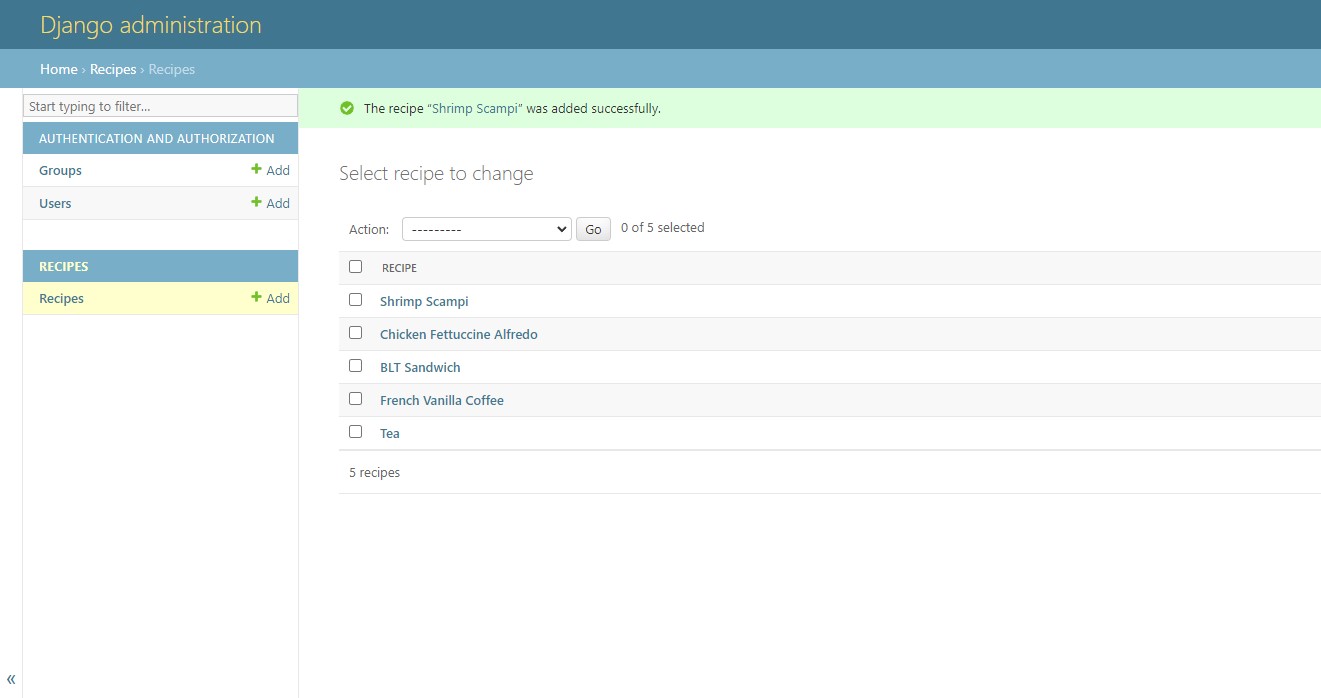 Django administration
Home › Recipes › Recipes
Start typing to filter...
AUTHENTICATION AND AUTHORIZATION
Groups Add
Users Add
RECIPES
Recipes Add
«
The recipe “Shrimp Scampi” was added successfully.
Select recipe to change
Action: --------- Go 0 of 5 selected
RECIPE
Shrimp Scampi
Chicken Fettuccine Alfredo
BLT Sandwich
French Vanilla Coffee
Tea
5 recipes